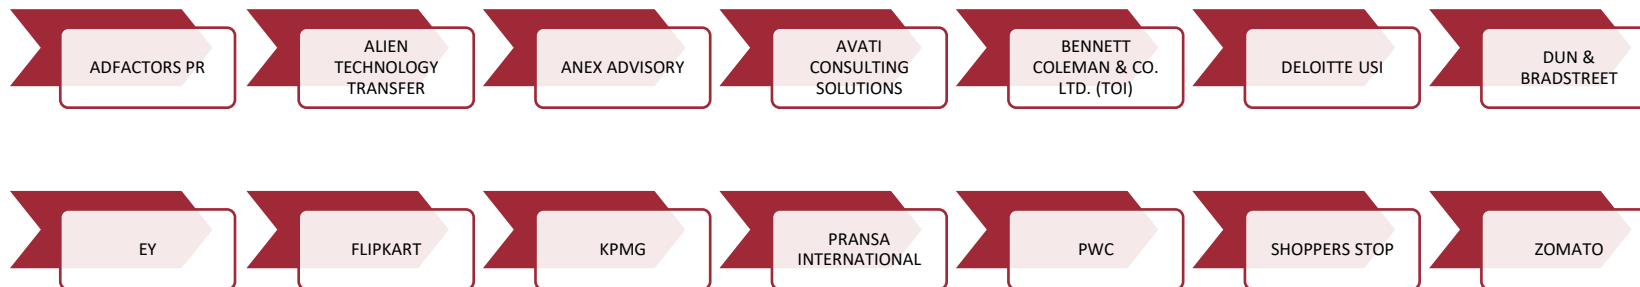 ADFACTORS PR
ALIEN
TECHNOLOGY
TRANSFER
ANEX ADVISORY
AVATI
CONSULTING
SOLUTIONS
BENNETT
COLEMAN & CO.
LTD. (TOI)
DELOITTE USI
DUN &
BRADSTREET
EY
FLIPKART
KPMG
PRANSA
INTERNATIONAL
PWC
SHOPPERS STOP
ZOMATO